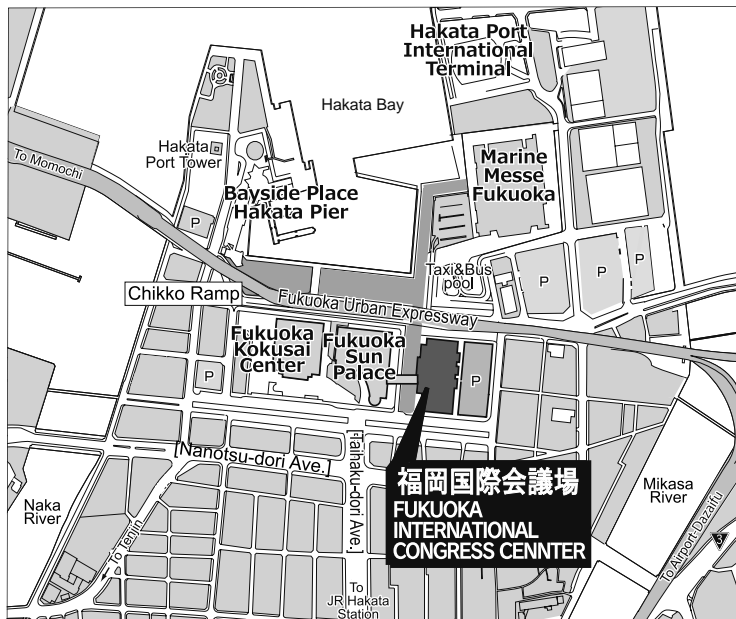 Hakata Port
International
Terminal
Hakata Bay
To Momochi
Hakata
Port Tower
Marine
Messe
Fukuoka
Bayside Place
Hakata Pier
P
Taxi&Bus
pool
P
P
P
Chikko Ramp
Fukuoka Urban Expressway
Fukuoka
Kokusai
Center
Fukuoka
Sun
Palace
P
P
Nanotsu-dori Ave.
Taihaku-dori Ave.
福岡国際会議場
FUKUOKA
INTERNATIONAL
CONGRESS CENNTER
Naka
River
To Tenjin
Mikasa
River
3
To Airport·Dazaifu
To
JR Hakata
Station